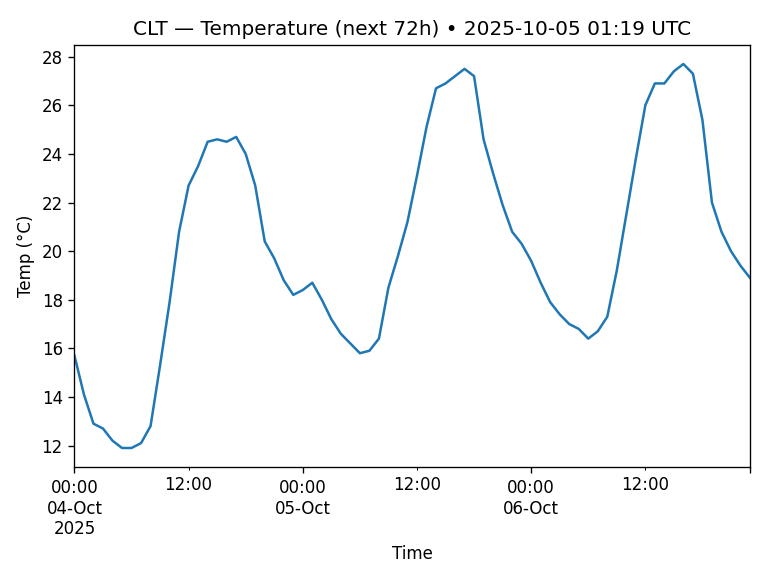 CLT — Temperature (next 72h) • 2025-10-05 01:19 UTC
28
26
24
22
20
18
16
14
12
Temp (°C)
00:00 12:00 00:00 12:00 00:00 12:00
04-Oct 05-Oct 06-Oct
2025
Time